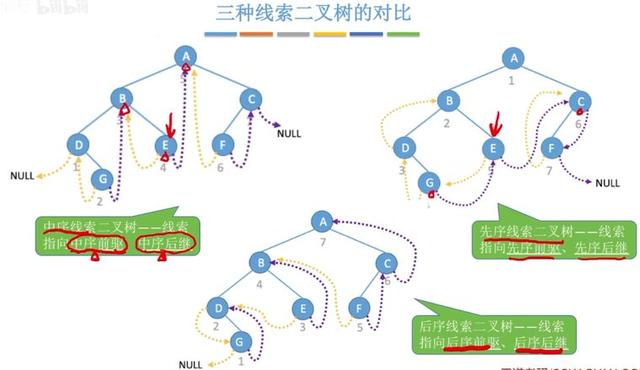 bilibili
三种线索二叉树的对比
A
B
3
C
D
1
E
4
F
6
G
2
NULL
NULL
中序线索二叉树——线索
指向中序前驱、中序后继
A
1
B
2
C
6
D
3
E
F
7
G
NULL
先序线索二叉树——线索
指向先序前驱、先序后继
A
7
B
4
C
6
D
2
E
3
F
5
G
1
NULL
后序线索二叉树——线索
指向后序前驱、后序后继